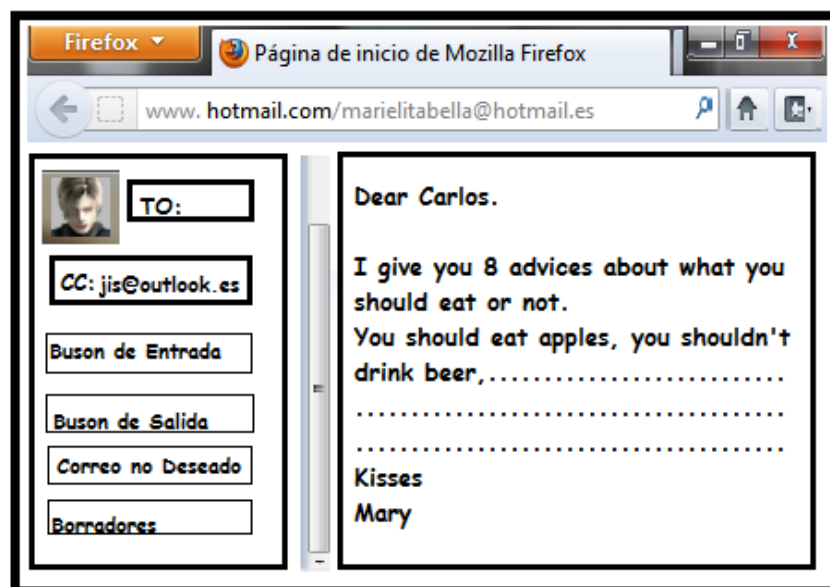 Firefox
Página de inicio de Mozilla Firefox
www. hotmail.com/marielitabella@hotmail.es
TO:
CC: jis@outlook.es
Buson de Entrada
Buson de Salida
Correo no Deseado
Borradores
Dear Carlos.
I give you 8 advices about what you
should eat or not.
You should eat apples, you shouldn't
drink beer,...........................
.......................................
.......................................
Kisses
Mary